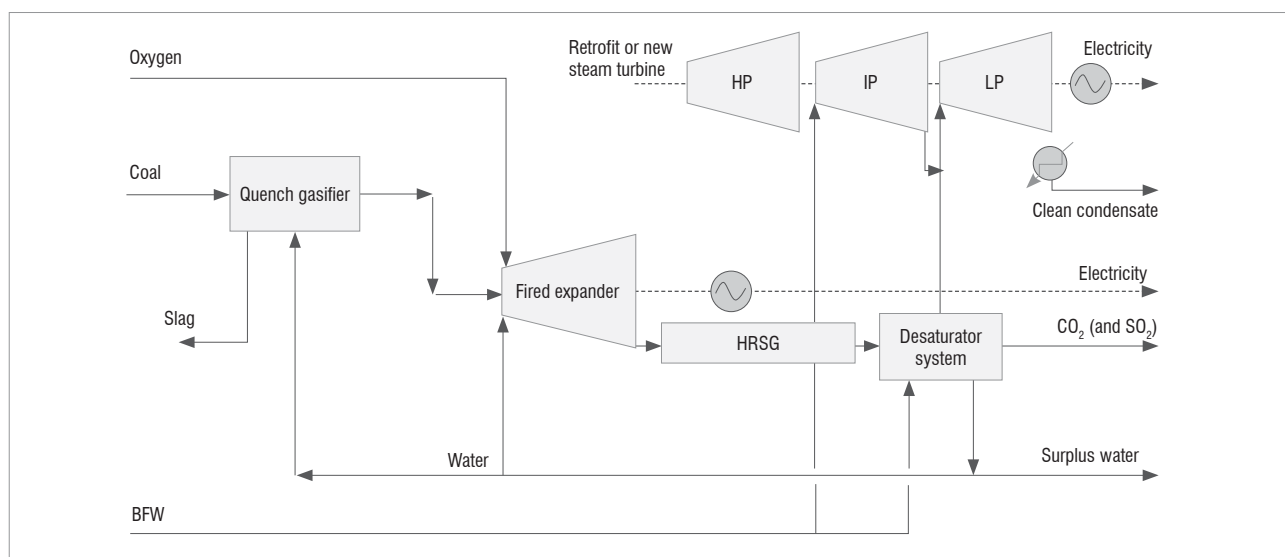 Oxygen
Retrofit or new
steam turbine
HP
IP
LP
Electricity
Coal
Quench gasifier
Clean condensate
Fired expander
Electricity
Slag
HRSG
Desaturator
system
CO₂ (and SO₂)
Water
Surplus water
BFW